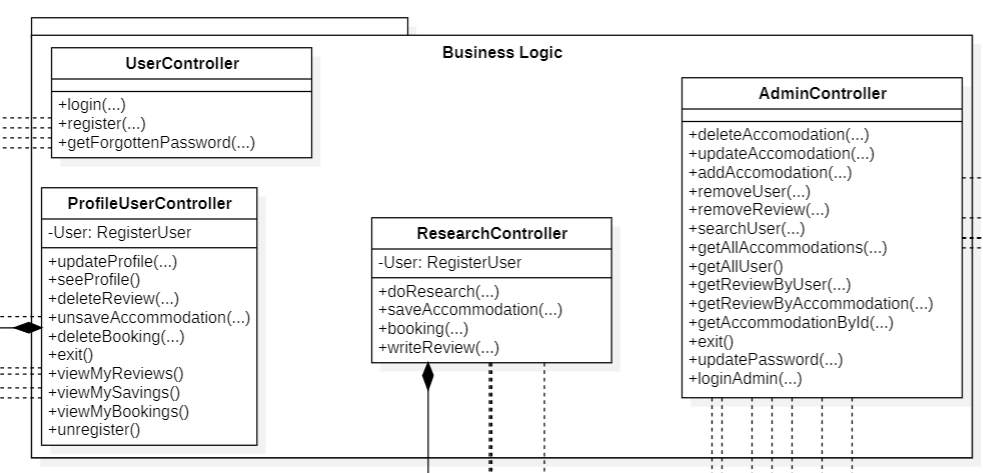 Business Logic
UserController
+login(...)
+register(...)
+getForgottenPassword(...)
ProfileUserController
-User: RegisterUser
+updateProfile(...)
+seeProfile()
+deleteReview(...)
+unsaveAccommodation(...)
+deleteBooking(...)
+exit()
+viewMyReviews()
+viewMySavings()
+viewMyBookings()
+unregister()
ResearchController
-User: RegisterUser
+doResearch(...)
+saveAccommodation(...)
+booking(...)
+writeReview(...)
AdminController
+deleteAccomodation(...)
+updateAccomodation(...)
+addAccomodation(...)
+removeUser(...)
+removeReview(...)
+searchUser(...)
+getAllAccommodations(...)
+getAllUser()
+getReviewByUser(...)
+getReviewByAccommodation(...)
+getAccommodationById(...)
+exit()
+updatePassword(...)
+loginAdmin(...)